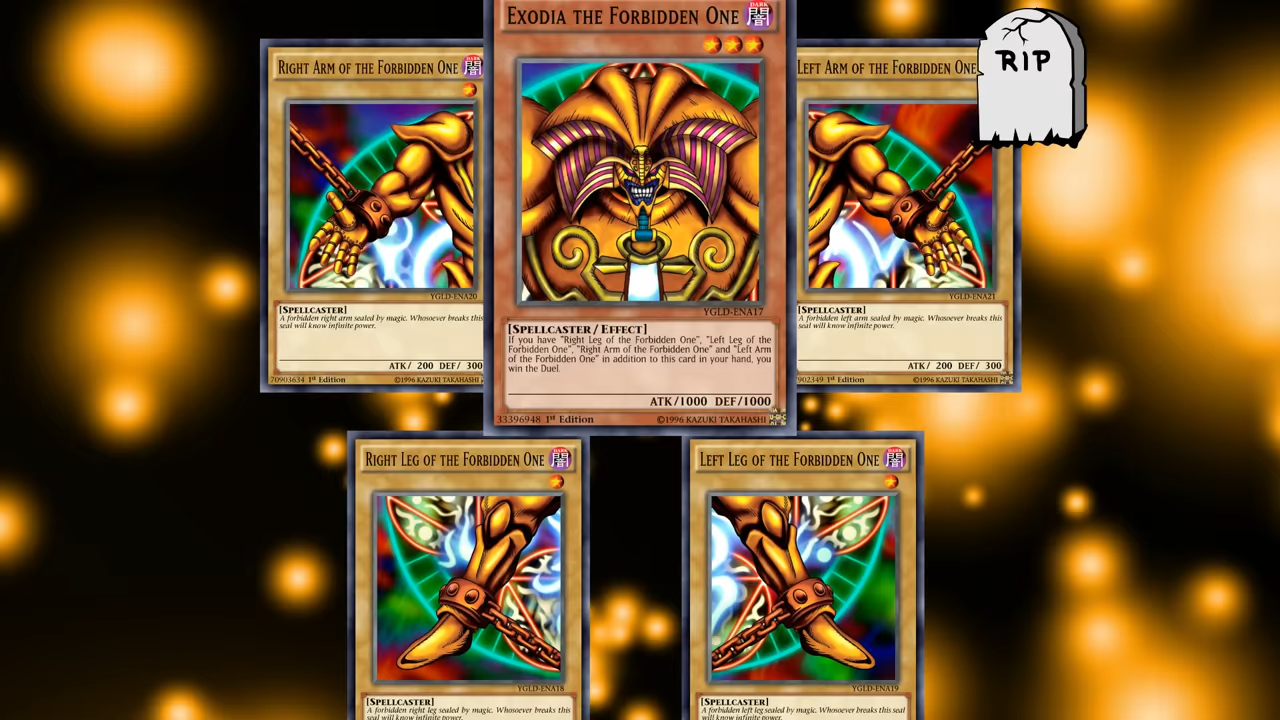 EXODIA THE FORBIDDEN ONE
DARK
闇
[SPELLCASTER / EFFECT]
If you have "Right Leg of the Forbidden One", "Left Leg of the
Forbidden One", "Right Arm of the Forbidden One" and "Left Arm
of the Forbidden One" in addition to this card in your hand, you
win the Duel.
YGLD-ENA17
ATK/1000 DEF/1000
33396948 1st Edition
©1996 KAZUKI TAKAHASHI
RIGHT ARM OF THE FORBIDDEN ONE
DARK
闇
YGLD-ENA20
[SPELLCASTER]
A forbidden right arm sealed by magic. Whosoever breaks this
seal will know infinite power.
ATK/ 200 DEF/ 300
70903634 1st Edition
©1996 KAZUKI TAKAHASHI
LEFT ARM OF THE FORBIDDEN ONE
RIP
YGLD-ENA21
[SPELLCASTER]
A forbidden left arm sealed by magic. Whosoever breaks this
seal will know infinite power.
ATK/ 200 DEF/ 300
902349 1st Edition
©1996 KAZUKI TAKAHASHI
RIGHT LEG OF THE FORBIDDEN ONE
DARK
闇
YGLD-ENA18
[SPELLCASTER]
A forbidden right leg sealed by magic. Whosoever breaks this
seal will know infinite power.
LEFT LEG OF THE FORBIDDEN ONE
DARK
闇
YGLD-ENA19
[SPELLCASTER]
A forbidden left leg sealed by magic. Whosoever breaks this
seal will know infinite power.